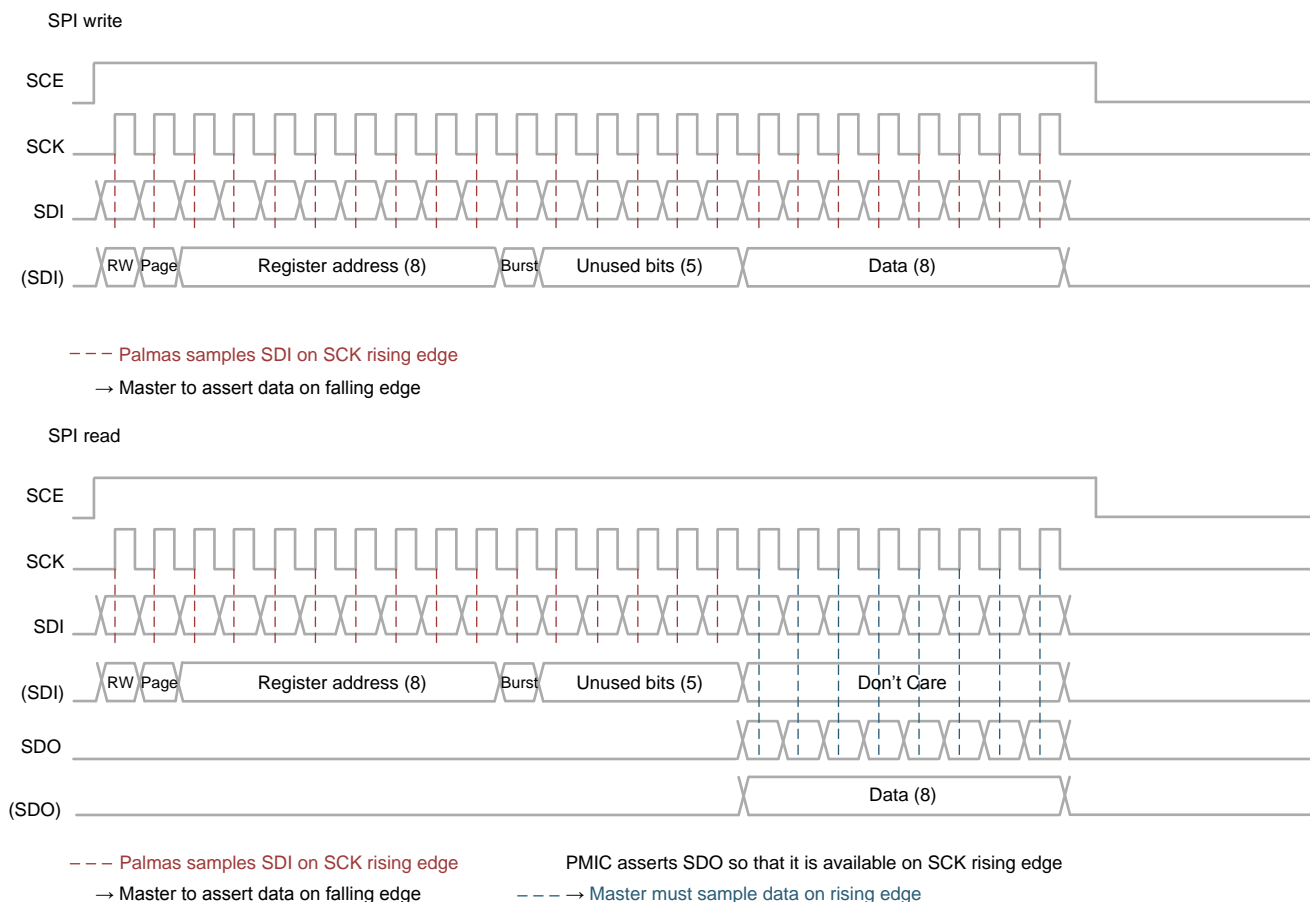 SPI write
SCE
SCK
SDI
(SDI) RW Page Register address (8) Burst Unused bits (5) Data (8)
--- Palmas samples SDI on SCK rising edge
→ Master to assert data on falling edge
SPI read
SCE
SCK
SDI
(SDI) RW Page Register address (8) Burst Unused bits (5) Don't Care
SDO
(SDO) Data (8)
--- Palmas samples SDI on SCK rising edge PMIC asserts SDO so that it is available on SCK rising edge
→ Master to assert data on falling edge ---→ Master must sample data on rising edge